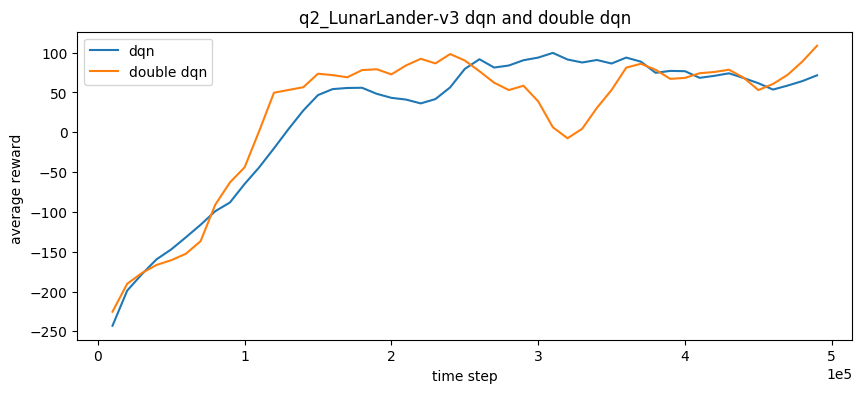 q2_LunarLander-v3 dqn and double dqn
dqn
double dqn
average reward
100
50
0
−50
−100
−150
−200
−250
0
1
2
3
4
5
1e5
time step